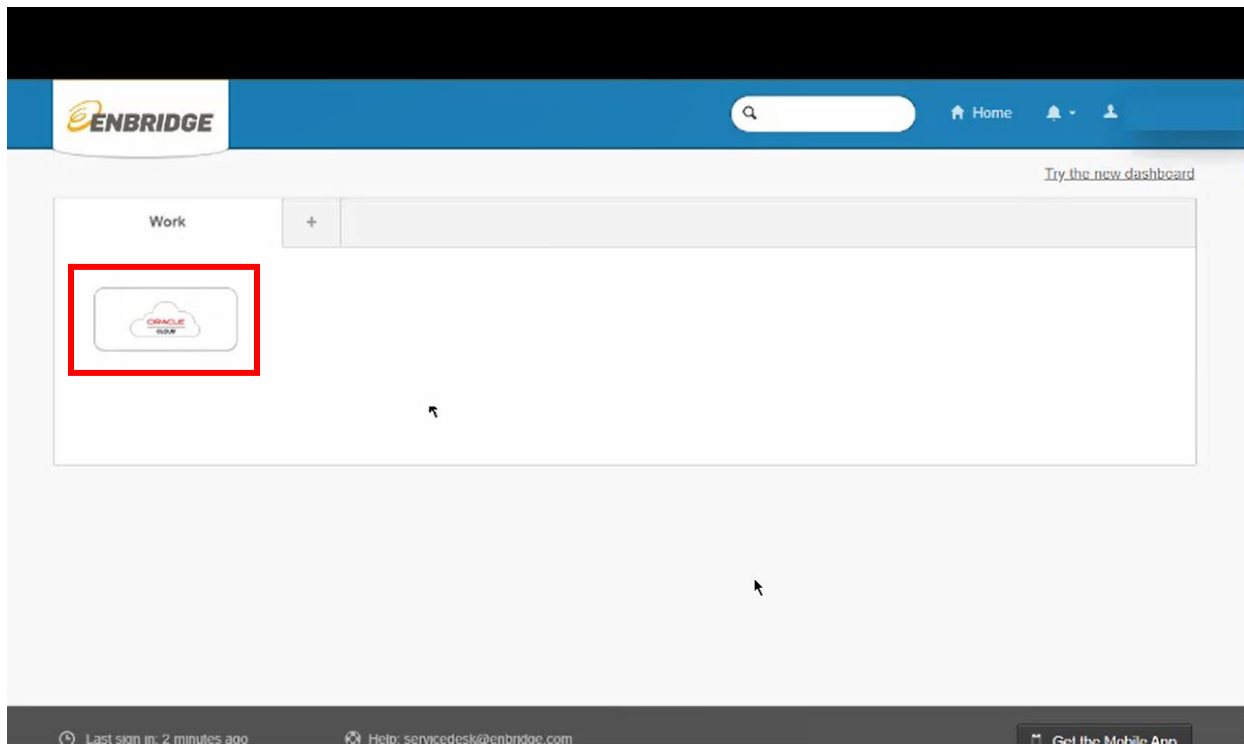 ENBRIDGE
Home
Try the new dashboard
Work
+
ORACLE
CLOUD
Last sign in: 2 minutes ago
Help: servicedesk@enbridge.com
Get the Mobile App